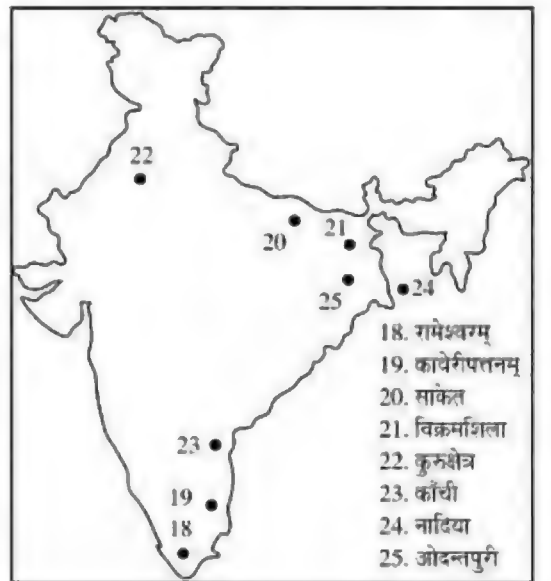 22
20
21
25
24
23
19
18
18. रामेश्वरम्
19. कावेरीपत्तनम्
20. साकेत
21. विक्रमशिला
22. कुरुक्षेत्र
23. काँची
24. नादिया
25. ओदन्तपुरी